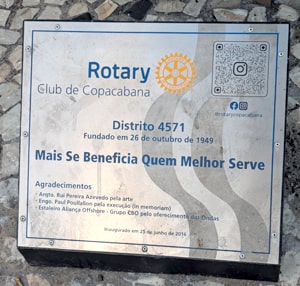 Rotary
Club de Copacabana
@rotarycopacabana
Distrito 4571
Fundado em 26 de outubro de 1949
Mais Se Beneficia Quem Melhor Serve
Agradecimentos
- Arqto. Rui Pereira Azevedo pela arte
- Engo. Paul Poullation pela execução (in memoriam)
- Estaleiro Aliança Offshore - Grupo CBO pelo oferecimento das Ondas
Inaugurado em 25 de junho de 2016